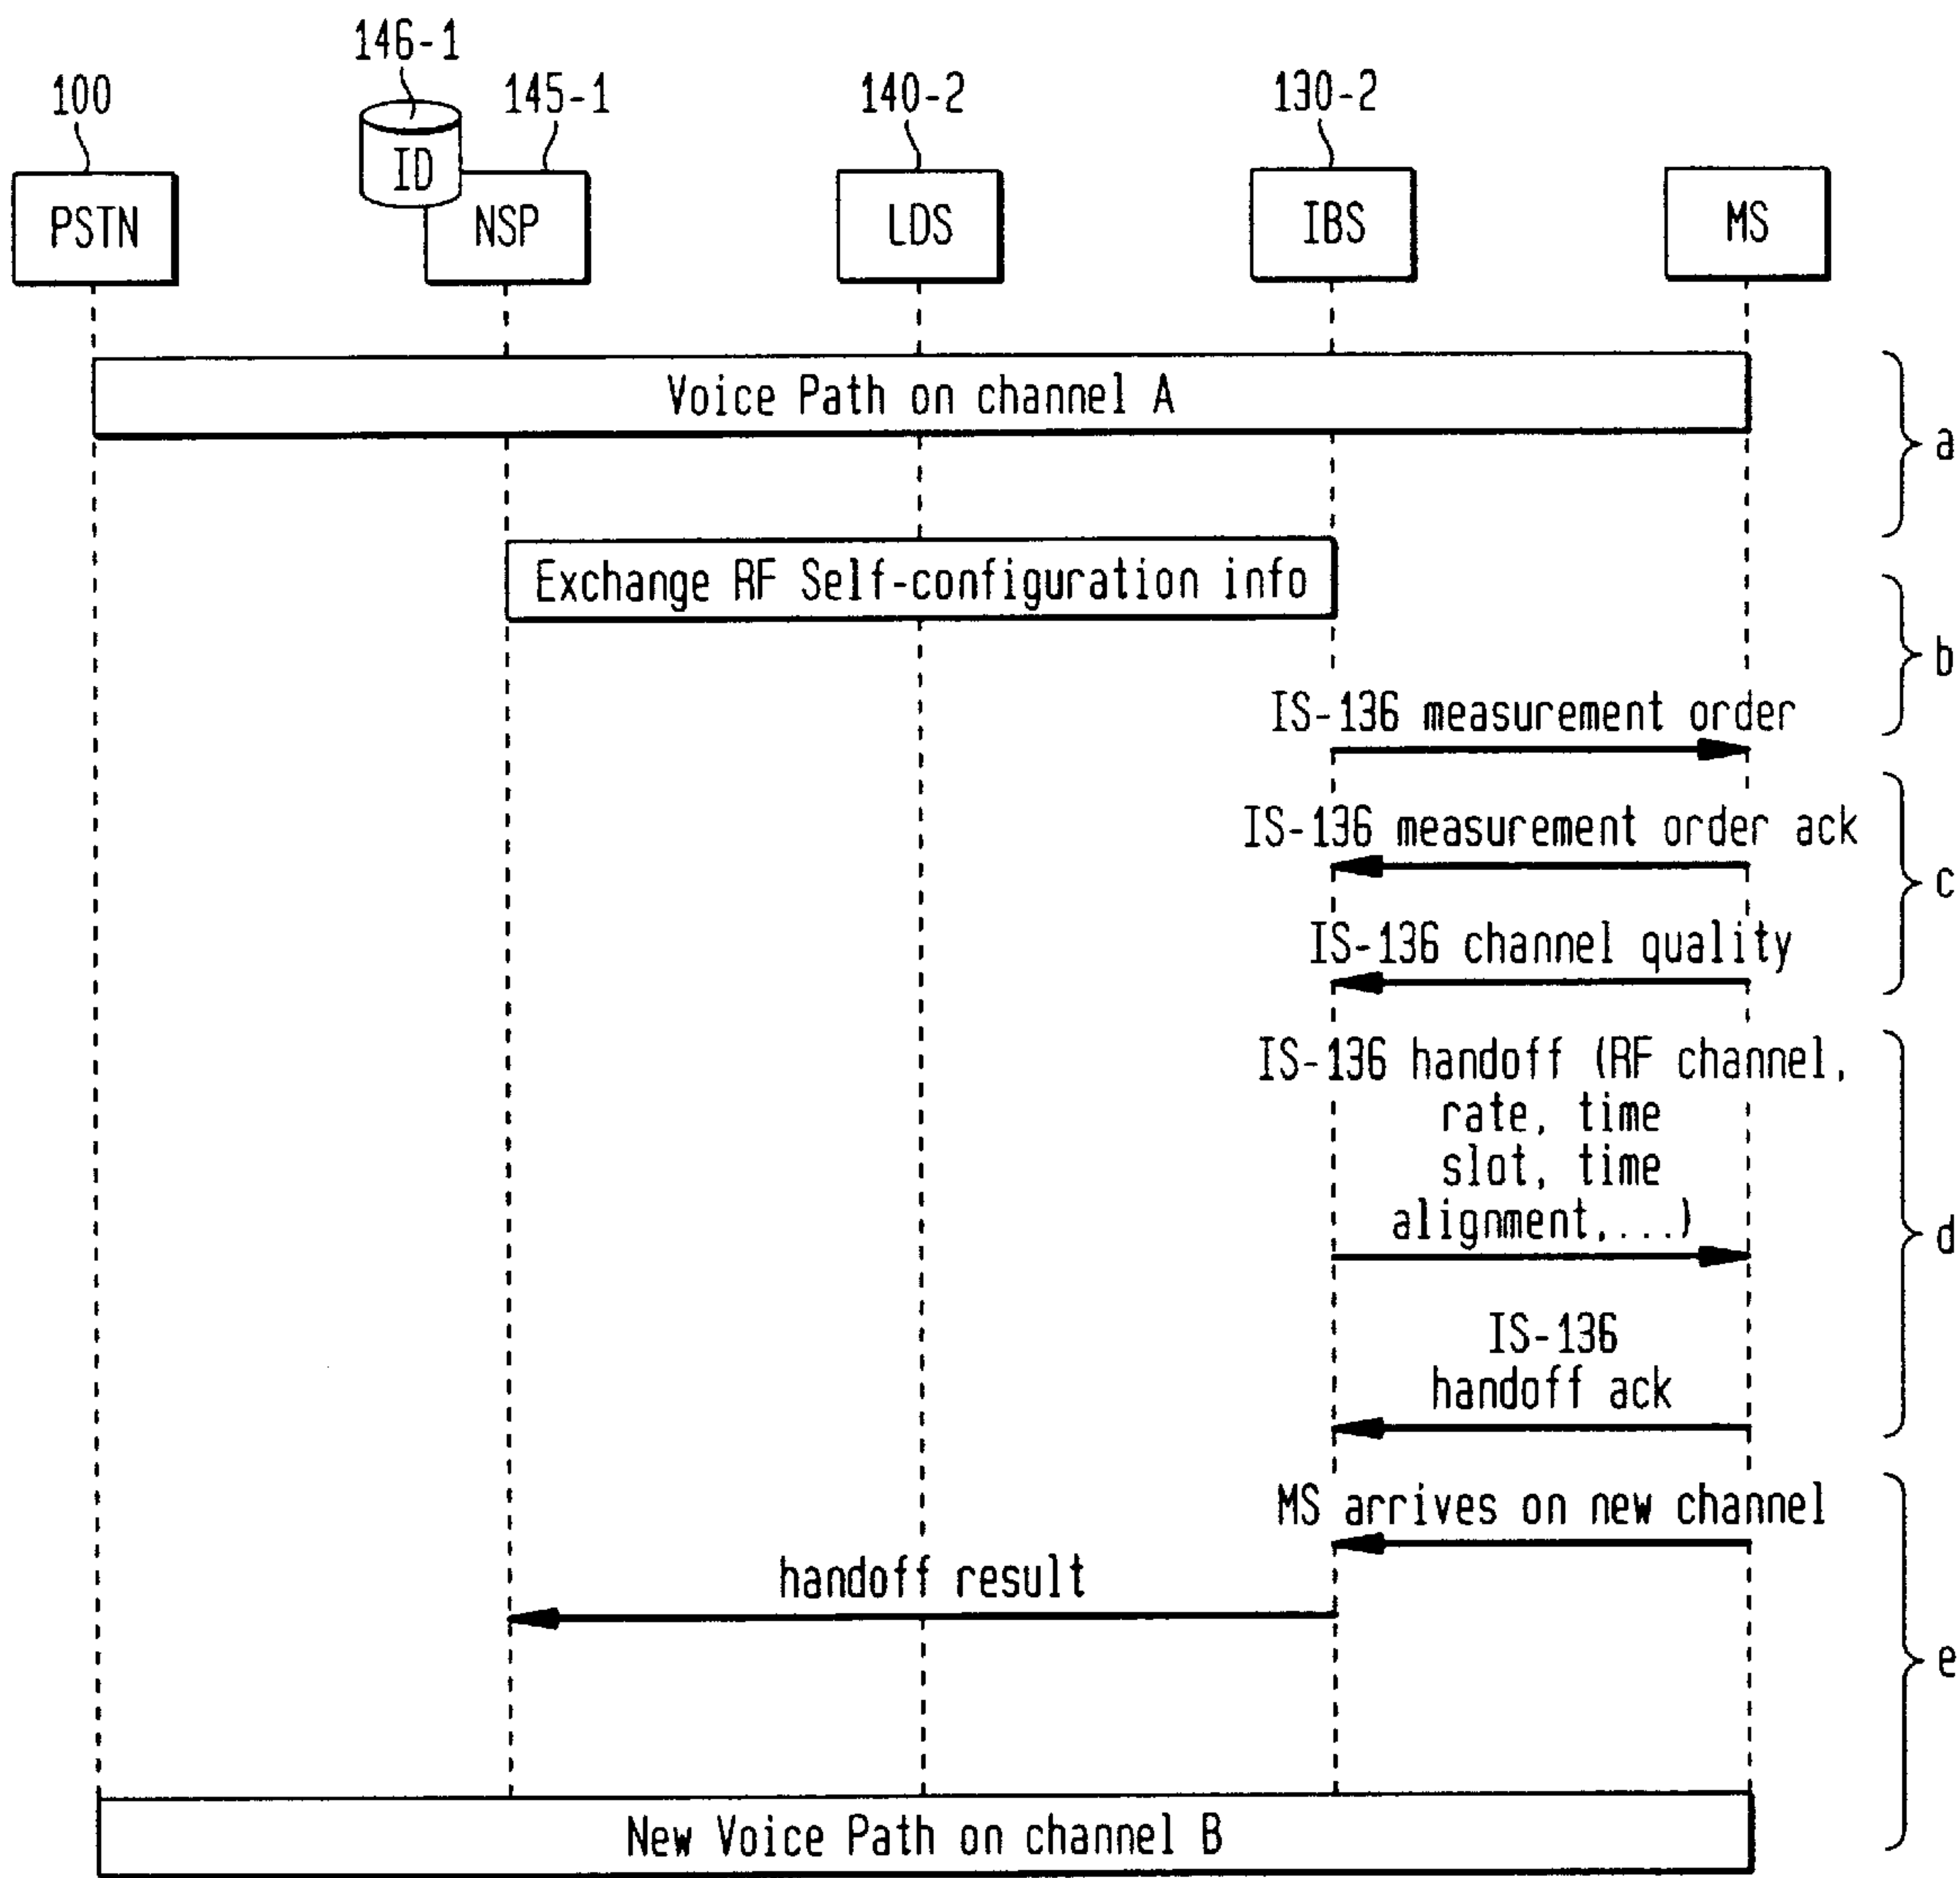 146-1
100
145-1
140-2
130-2
ID
PSTN
NSP
LDS
IBS
MS
Voice Path on channel A
a
Exchange RF Self-configuration info
b
IS-136 measurement order
IS-136 measurement order ack
c
IS-136 channel quality
IS-136 handoff (RF channel,
rate, time
slot, time
alignment,...)
d
IS-136
handoff ack
MS arrives on new channel
handoff result
e
New Voice Path on channel B